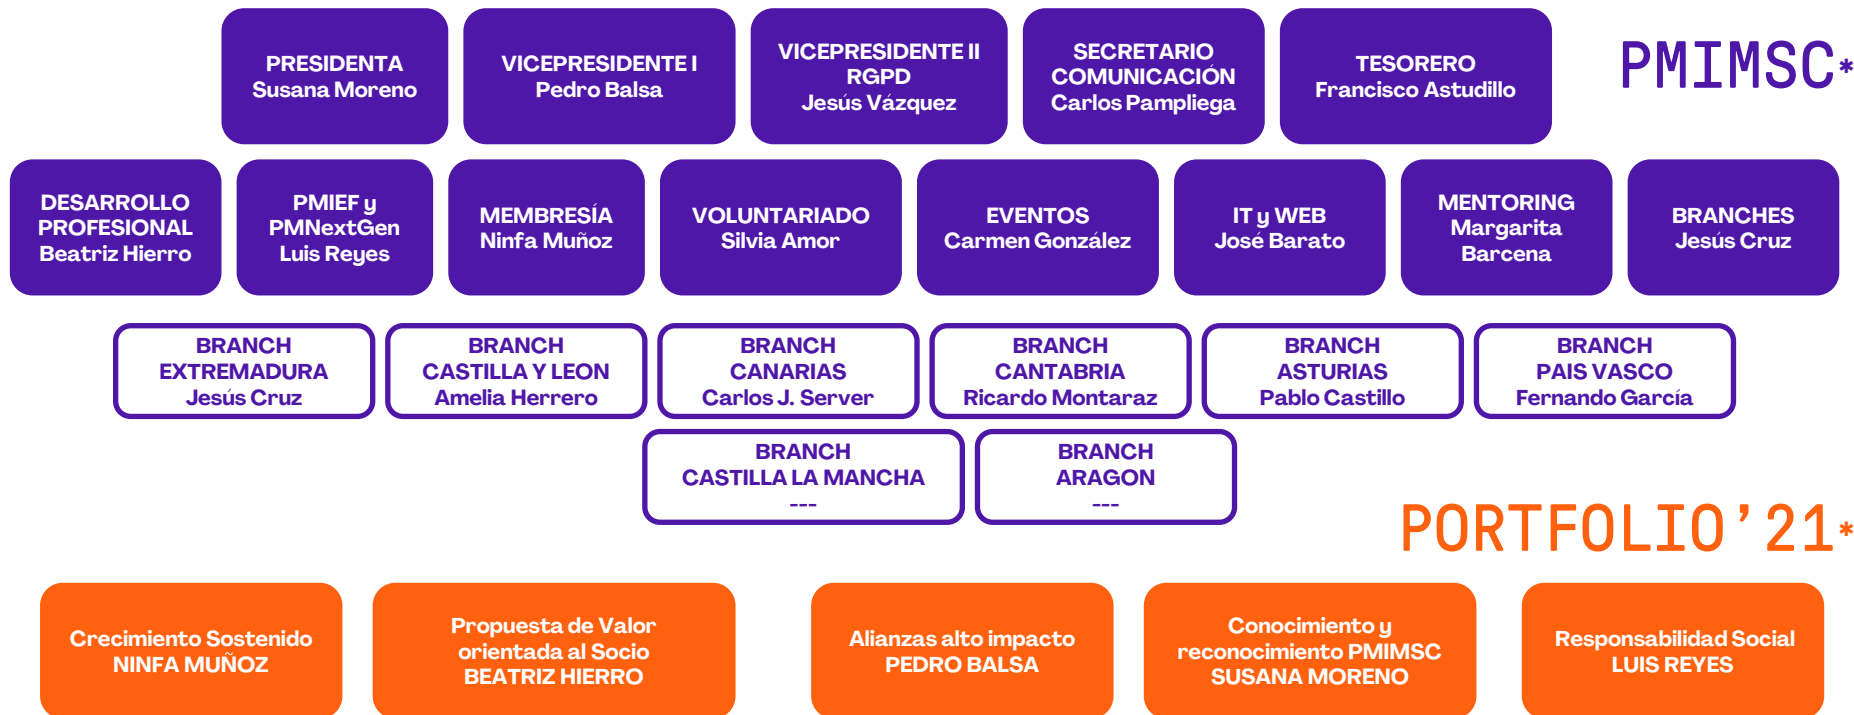 PRESIDENTA
Susana Moreno
VICEPRESIDENTE I
Pedro Balsa
VICEPRESIDENTE II
RGPD
Jesús Vázquez
SECRETARIO
COMUNICACIÓN
Carlos Pampliega
TESORERO
Francisco Astudillo
PMIMSC*
DESARROLLO
PROFESIONAL
Beatriz Hierro
PMIEF y
PMNextGen
Luis Reyes
MEMBRESÍA
Ninfa Muñoz
VOLUNTARIADO
Silvia Amor
EVENTOS
Carmen González
IT y WEB
José Barato
MENTORING
Margarita
Barcena
BRANCHES
Jesús Cruz
BRANCH
EXTREMADURA
Jesús Cruz
BRANCH
CASTILLA Y LEON
Amelia Herrero
BRANCH
CANARIAS
Carlos J. Server
BRANCH
CANTABRIA
Ricardo Montaraz
BRANCH
ASTURIAS
Pablo Castillo
BRANCH
PAIS VASCO
Fernando García
BRANCH
CASTILLA LA MANCHA
---
BRANCH
ARAGON
---
PORTFOLIO’21*
Crecimiento Sostenido
NINFA MUÑOZ
Propuesta de Valor
orientada al Socio
BEATRIZ HIERRO
Alianzas alto impacto
PEDRO BALSA
Conocimiento y
reconocimiento PMIMSC
SUSANA MORENO
Responsabilidad Social
LUIS REYES